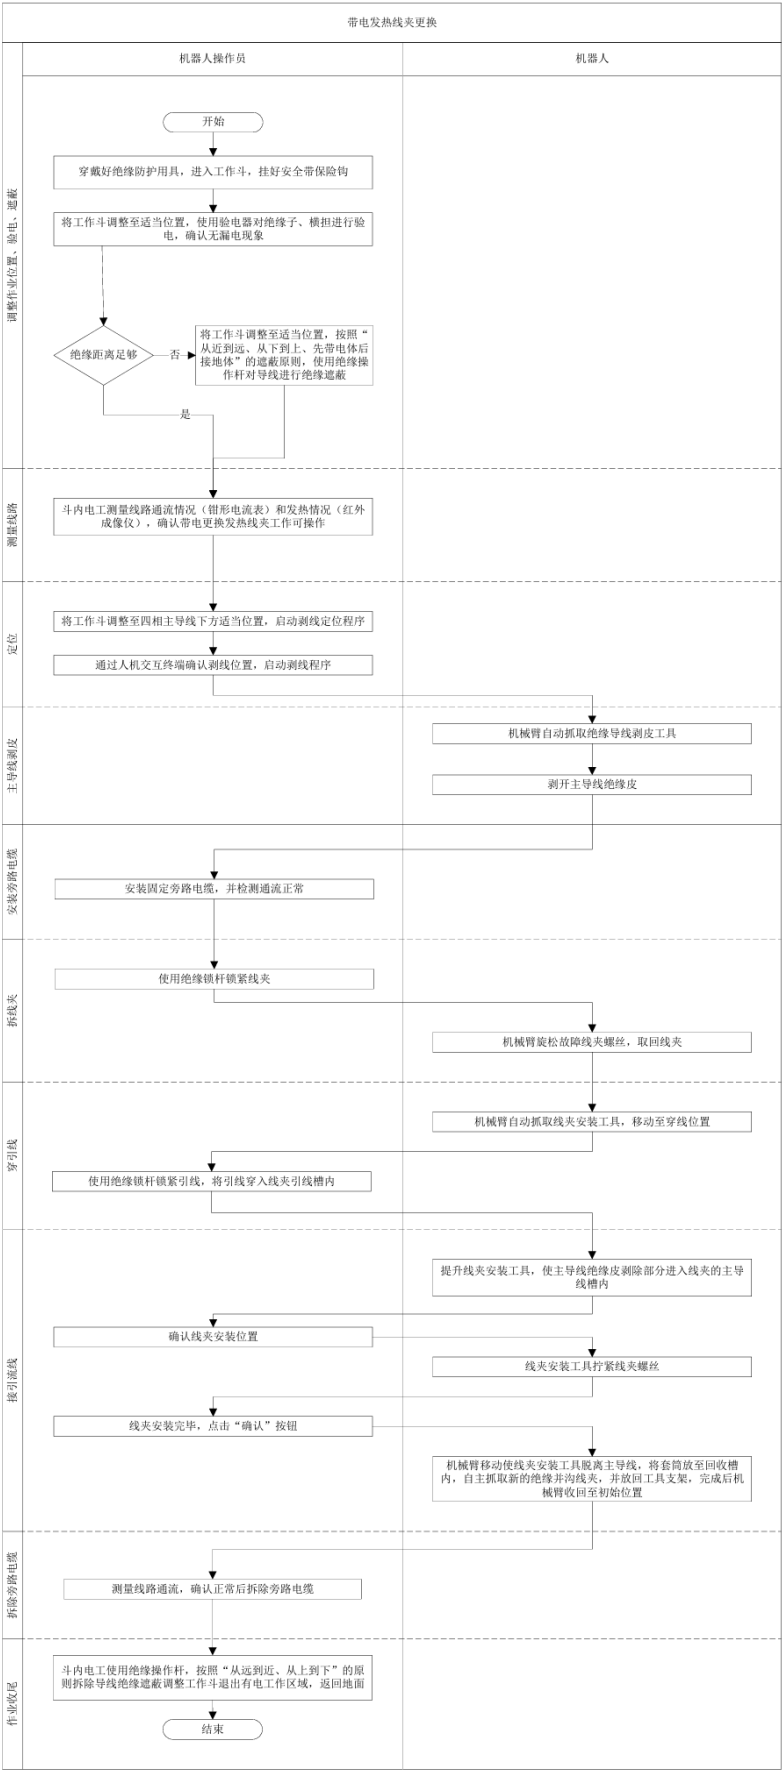 带电发热线夹更换
机器人操作员
机器人
调整作业位置、验电、遮蔽
开始
穿戴好绝缘防护用具，进入工作斗，挂好安全带保险钩
将工作斗调整至适当位置，使用验电器对绝缘子、横担进行验
电，确认无漏电现象
绝缘距离足够
否
将工作斗调整至适当位置，按照“
从近到远、从下到上、先带电体后
接地体”的遮蔽原则，使用绝缘操
作杆对导线进行绝缘遮蔽
是
测量线路
斗内电工测量线路通流情况（钳形电流表）和发热情况（红外
成像仪），确认带电更换发热线夹工作可操作
定位
将工作斗调整至四相主导线下方适当位置，启动剥线定位程序
通过人机交互终端确认剥线位置，启动剥线程序
主导线剥皮
机械臂自动抓取绝缘导线剥皮工具
剥开主导线绝缘皮
安装旁路电缆
安装固定旁路电缆，并检测通流正常
拆线夹
使用绝缘锁杆锁紧线夹
机械臂旋松故障线夹螺丝，取回线夹
穿引线
机械臂自动抓取线夹安装工具，移动至穿线位置
使用绝缘锁杆锁紧引线，将引线穿入线夹引线槽内
接引流线
提升线夹安装工具，使主导线绝缘皮剥除部分进入线夹的主导
线槽内
确认线夹安装位置
线夹安装工具拧紧线夹螺丝
线夹安装完毕，点击“确认”按钮
机械臂移动使线夹安装工具脱离主导线，将套筒放至回收槽
内，自主抓取新的绝缘并沟线夹，并放回工具支架，完成后机
械臂收回至初始位置
拆除旁路电缆
测量线路通流，确认正常后拆除旁路电缆
作业收尾
斗内电工使用绝缘操作杆，按照“从远到近、从上到下”的原
则拆除导线绝缘遮蔽调整工作斗退出有电工作区域，返回地面
结束